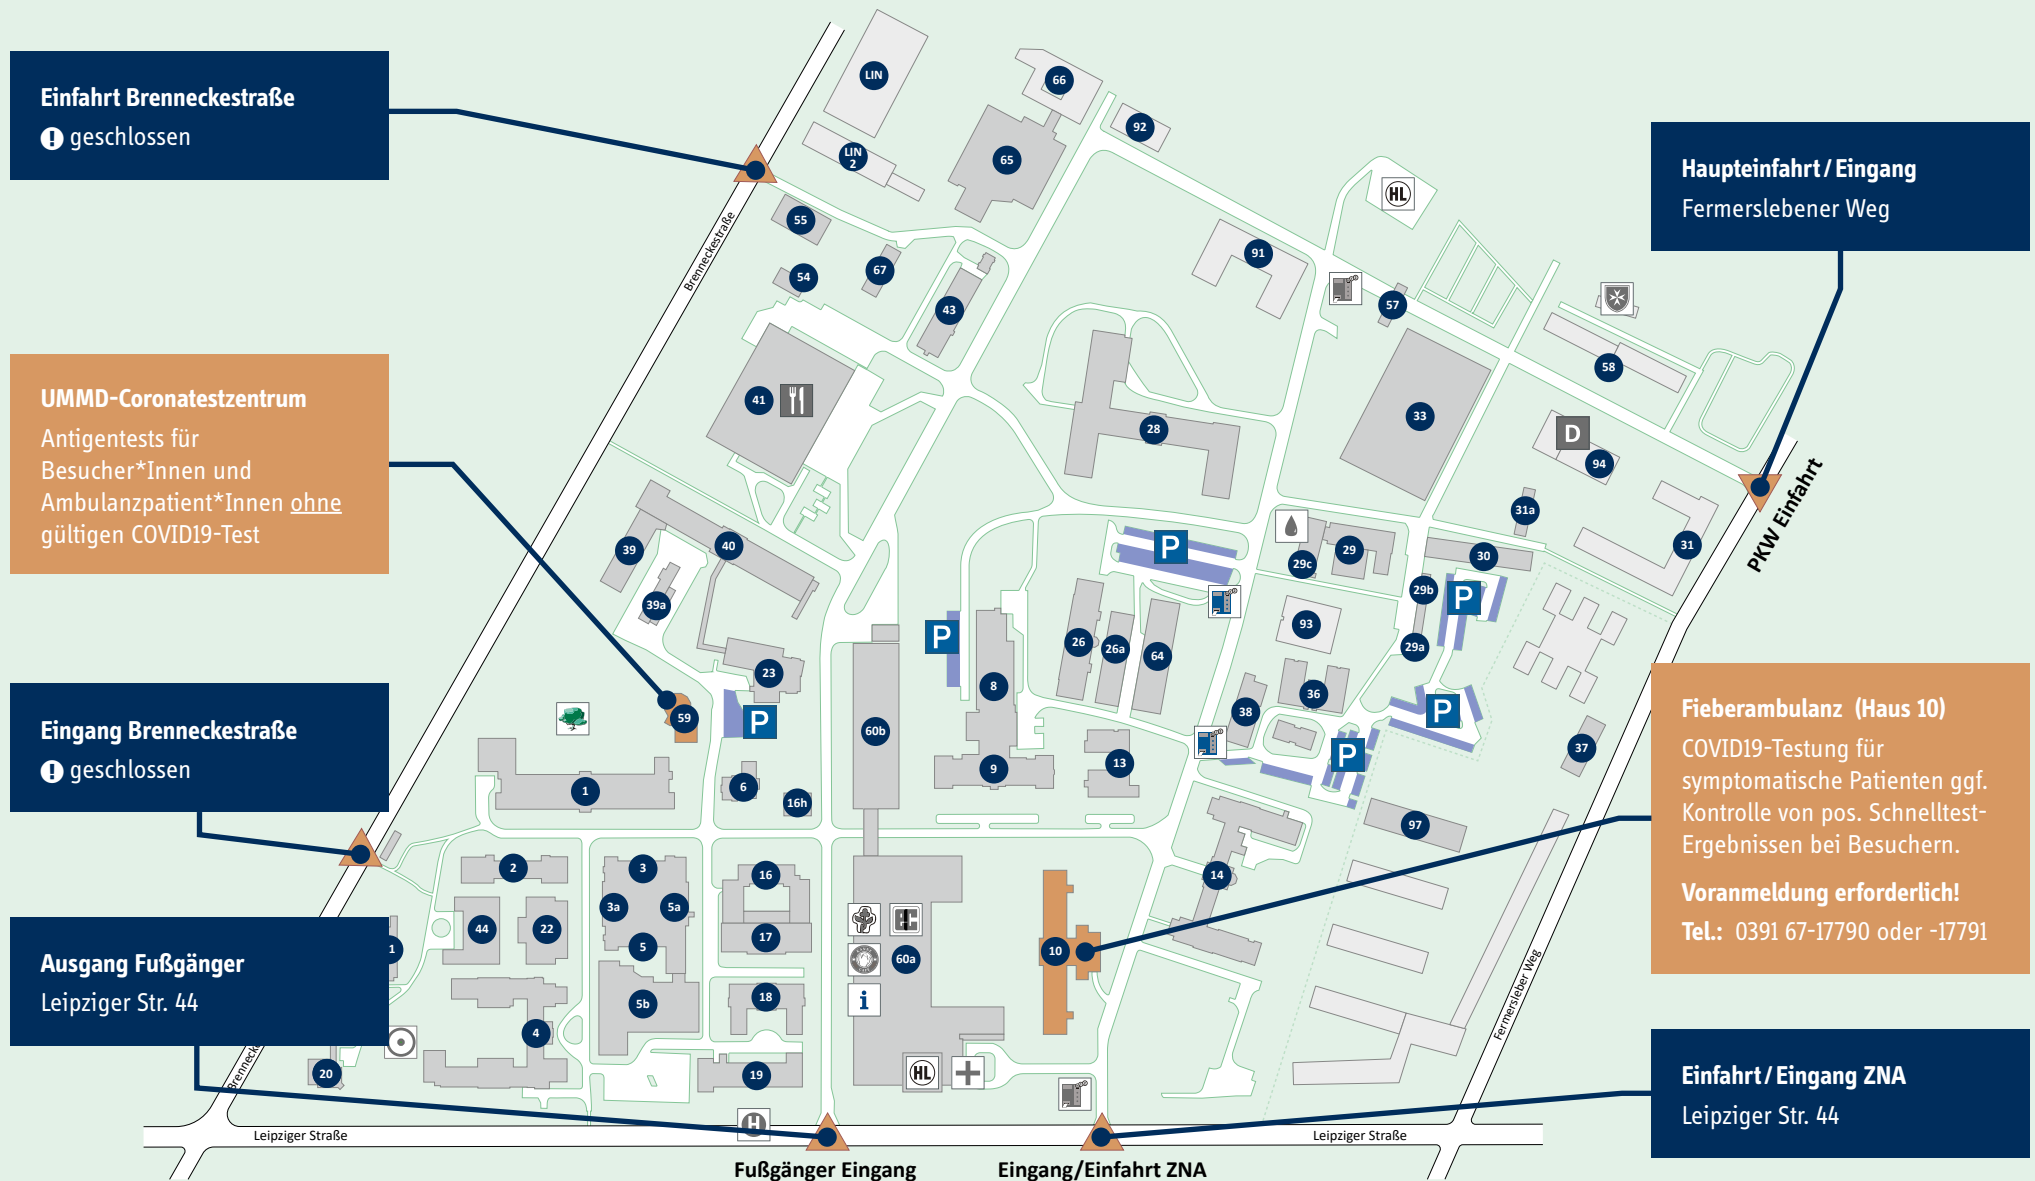 Einfahrt Brenneckestraße
! geschlossen
UMMD-Coronatestzentrum
Antigentests für
Besucher*Innen und
Ambulanzpatient*Innen ohne
gültigen COVID19-Test
Eingang Brenneckestraße
! geschlossen
Ausgang Fußgänger
Leipziger Str. 44
Haupteinfahrt / Eingang
Fermerslebener Weg
Fieberambulanz (Haus 10)
COVID19-Testung für
symptomatische Patienten ggf.
Kontrolle von pos. Schnelltest-
Ergebnissen bei Besuchern.
Voranmeldung erforderlich!
Tel.: 0391 67-17790 oder -17791
Einfahrt / Eingang ZNA
Leipziger Str. 44
LIN
LIN
2
66
92
65
55
54
67
43
Brenneckestraße
HL
91
57
58
33
D
94
41
28
31a
31
PKW Einfahrt
39
40
39a
P
29c
29
30
29b
P
93
29a
23
P
8
26
26a
64
36
38
P
P
59
P
60b
9
13
37
1
6
16h
97
14
2
3
16
3a
5a
44
22
5
17
1
60a
10
i
18
5b
4
20
19
HL
H
Brennecke
Fermersleber Weg
Leipziger Straße
Leipziger Straße
Fußgänger Eingang
Eingang/Einfahrt ZNA